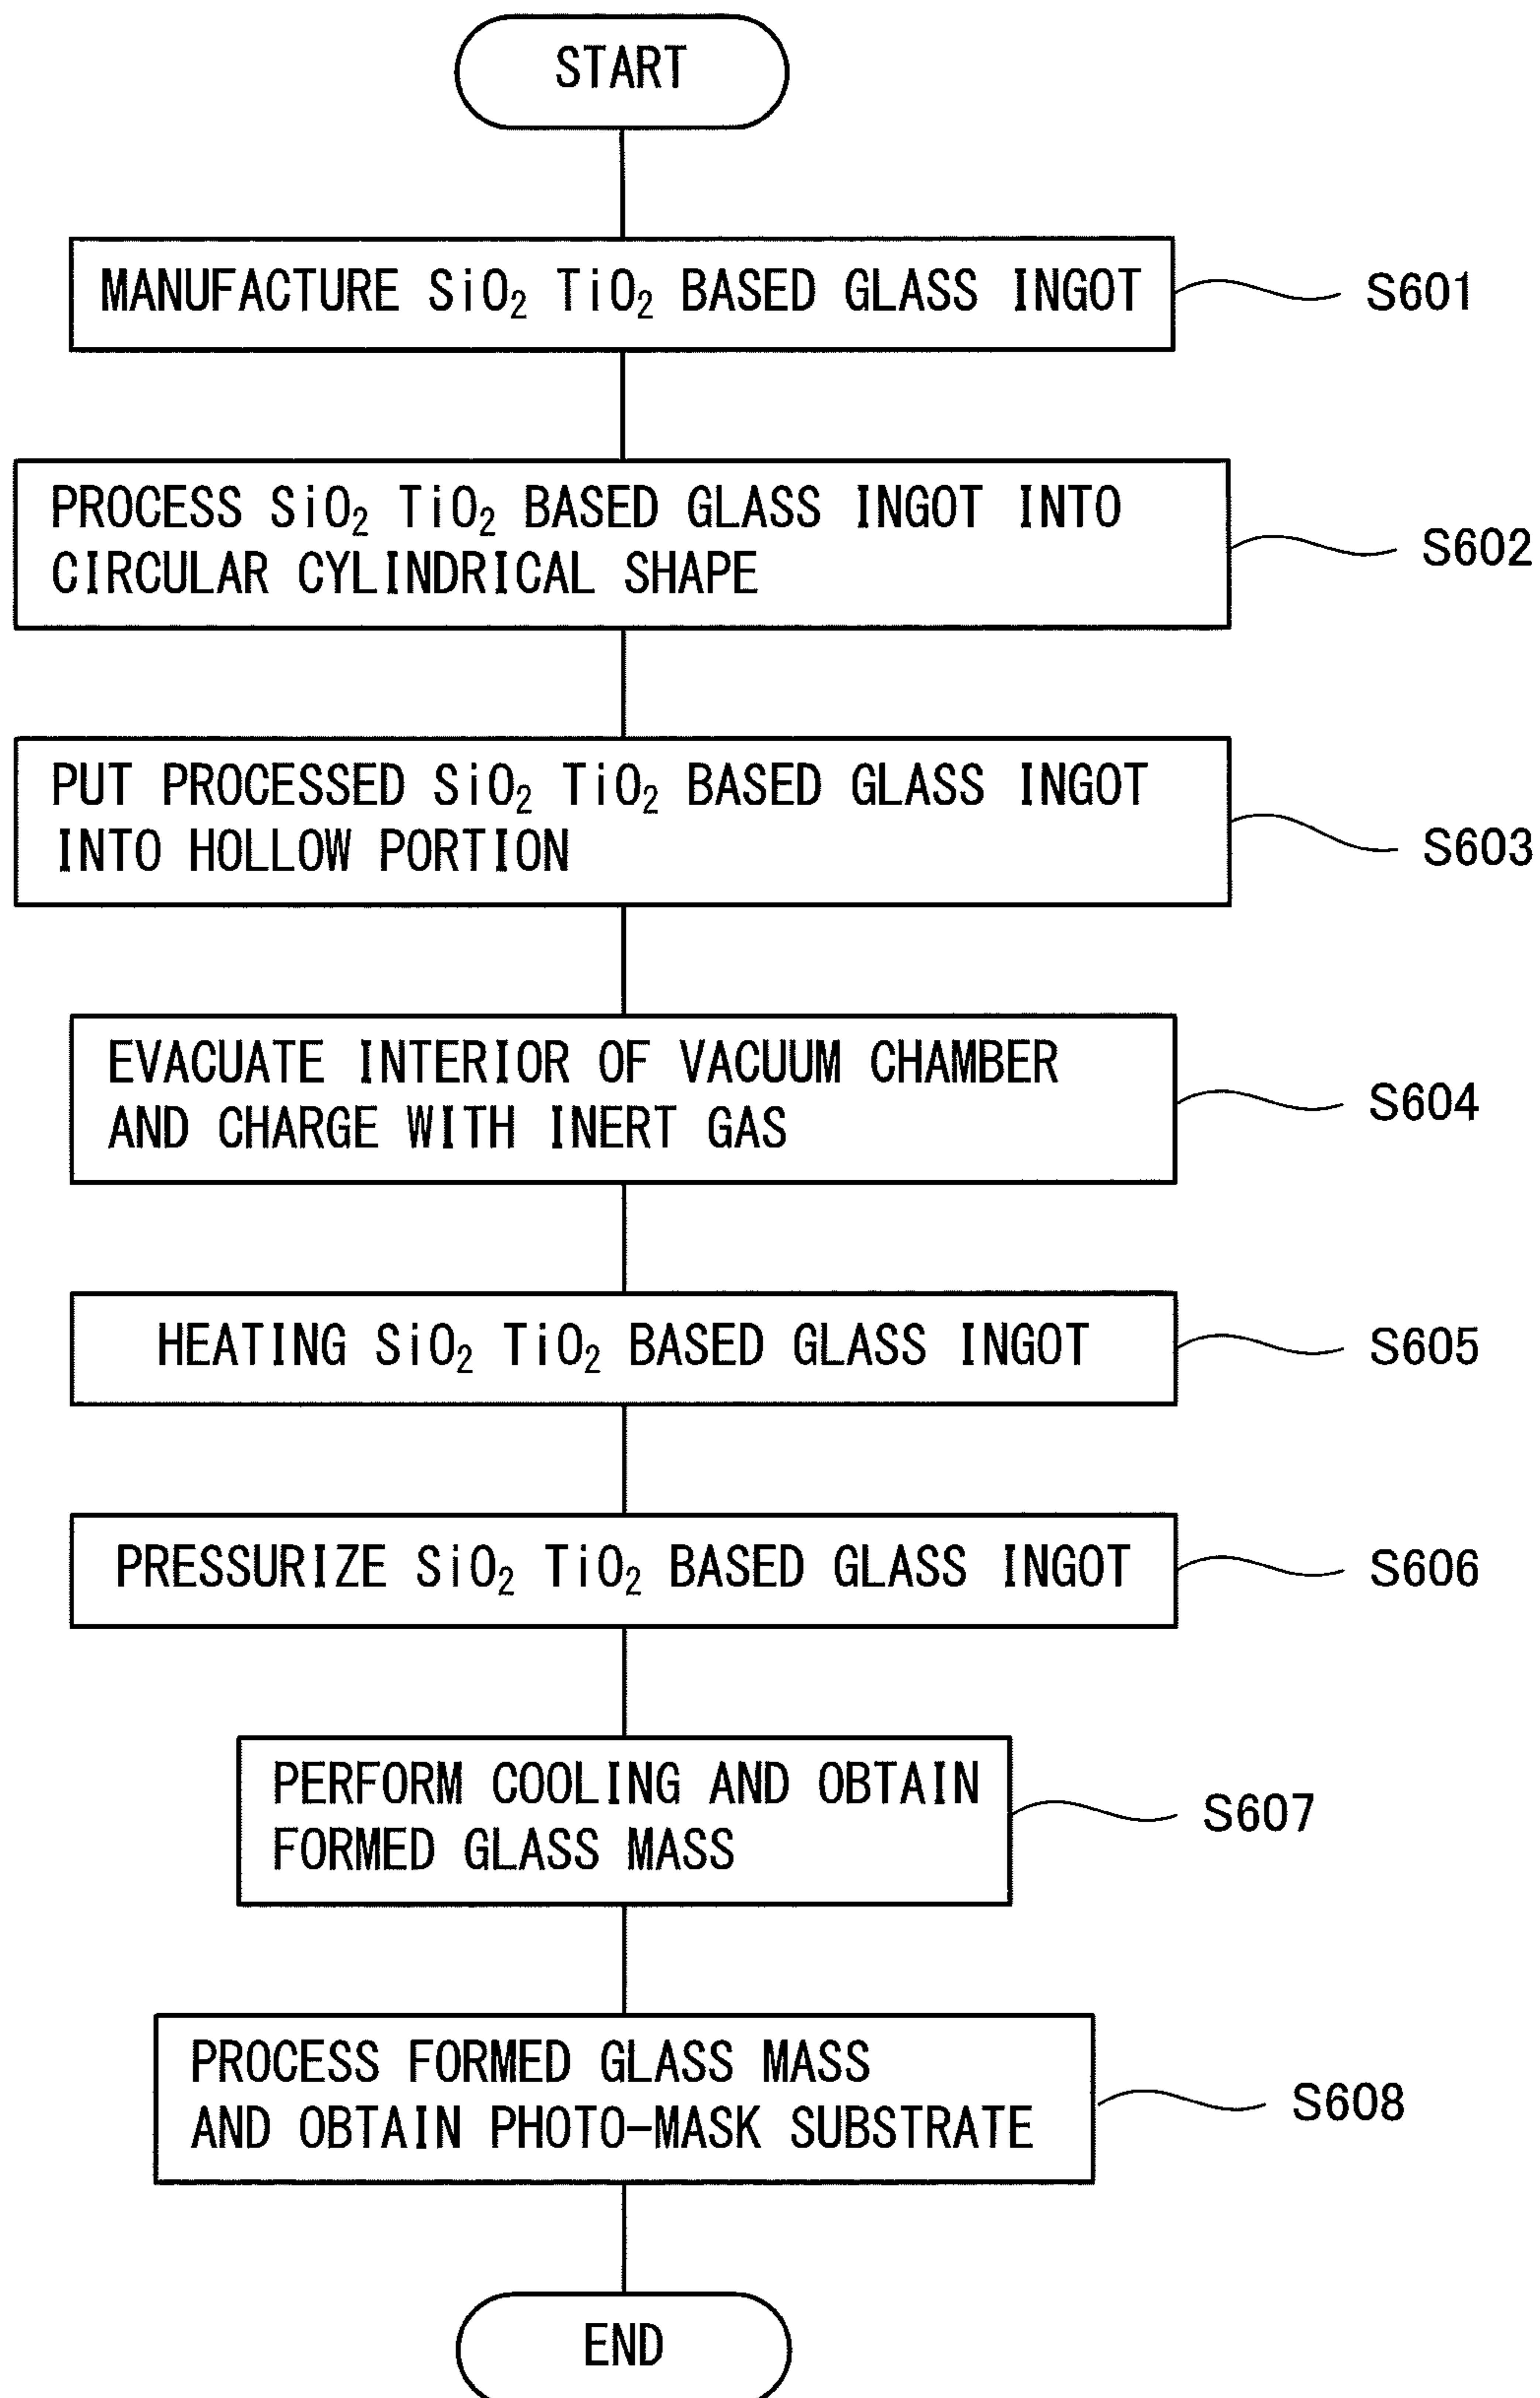 START
MANUFACTURE SiO₂ TiO₂ BASED GLASS INGOT
S601
PROCESS SiO₂ TiO₂ BASED GLASS INGOT INTO
CIRCULAR CYLINDRICAL SHAPE
S602
PUT PROCESSED SiO₂ TiO₂ BASED GLASS INGOT
INTO HOLLOW PORTION
S603
EVACUATE INTERIOR OF VACUUM CHAMBER
AND CHARGE WITH INERT GAS
S604
HEATING SiO₂ TiO₂ BASED GLASS INGOT
S605
PRESSURIZE SiO₂ TiO₂ BASED GLASS INGOT
S606
PERFORM COOLING AND OBTAIN
FORMED GLASS MASS
S607
PROCESS FORMED GLASS MASS
AND OBTAIN PHOTO-MASK SUBSTRATE
S608
END